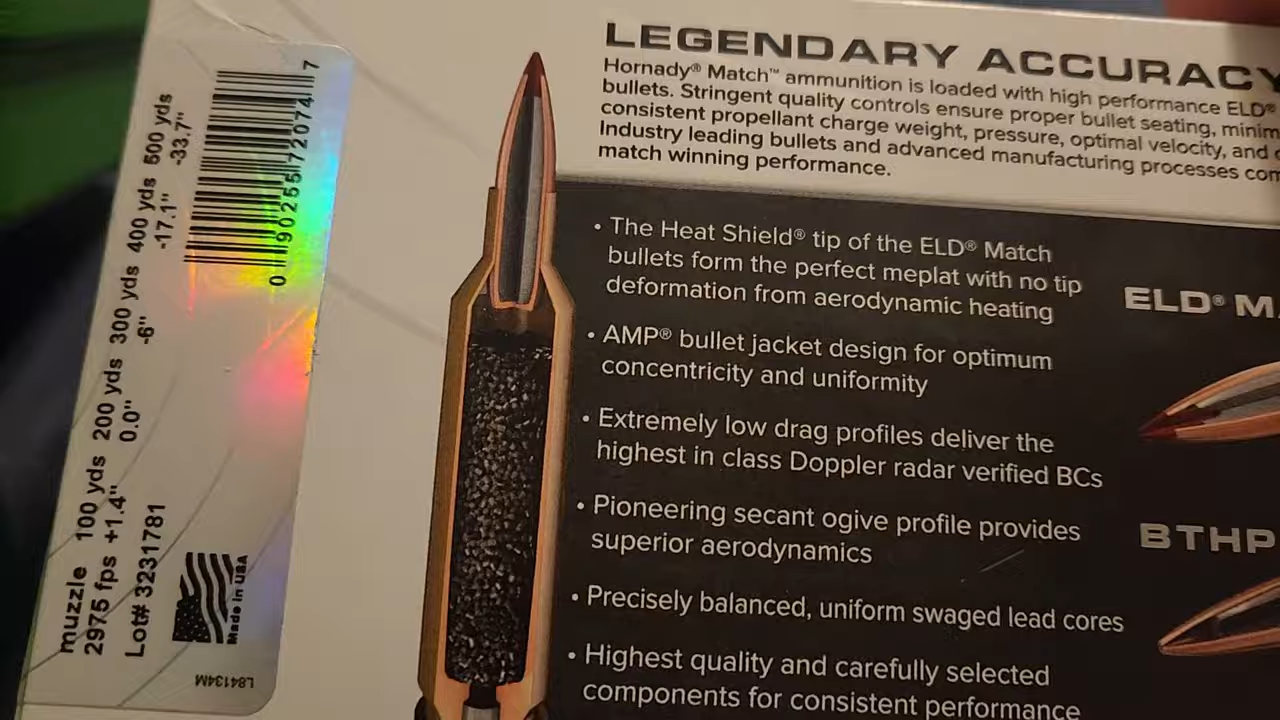 LEGENDARY ACCURACY
Hornady® Match™ ammunition is loaded with high performance ELD®
bullets. Stringent quality controls ensure proper bullet seating,
consistent propellant charge weight, pressure, optimal velocity, and
Industry leading bullets and advanced manufacturing processes
match winning performance.
• The Heat Shield® tip of the ELD® Match
bullets form the perfect meplat with no tip
deformation from aerodynamic heating
• AMP® bullet jacket design for optimum
concentricity and uniformity
• Extremely low drag profiles deliver the
highest in class Doppler radar verified BCs
• Pioneering secant ogive profile provides
superior aerodynamics
• Precisely balanced, uniform swaged lead cores
• Highest quality and carefully selected
components for consistent performance
ELD®
BTHP
muzzle 100 yds 200 yds 300 yds 400 yds 500 yds
2975 fps +1.4" 0.0" -6" -17.1" -33.7"
Lot# 3231781
Made in USA
0 90255 72074 7
L84134M